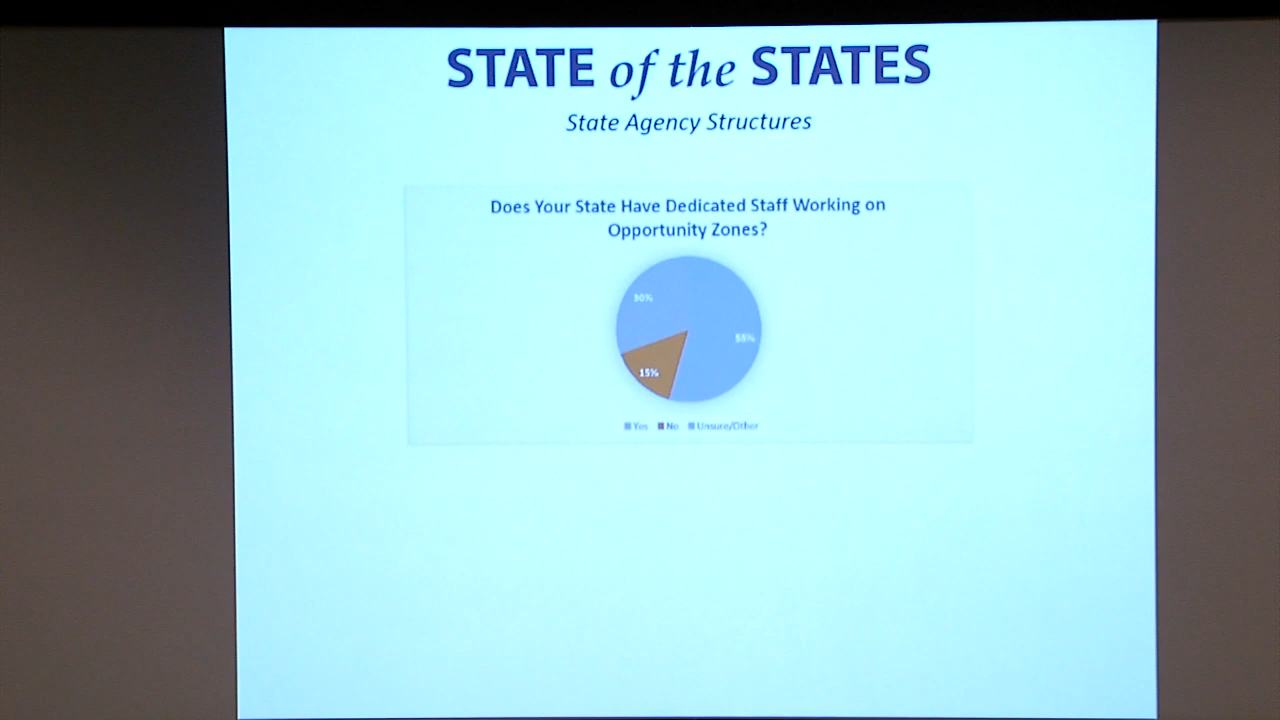 STATE of the STATES
State Agency Structures
Does Your State Have Dedicated Staff Working on
Opportunity Zones?
30%
55%
15%
Yes No Unsure/Other